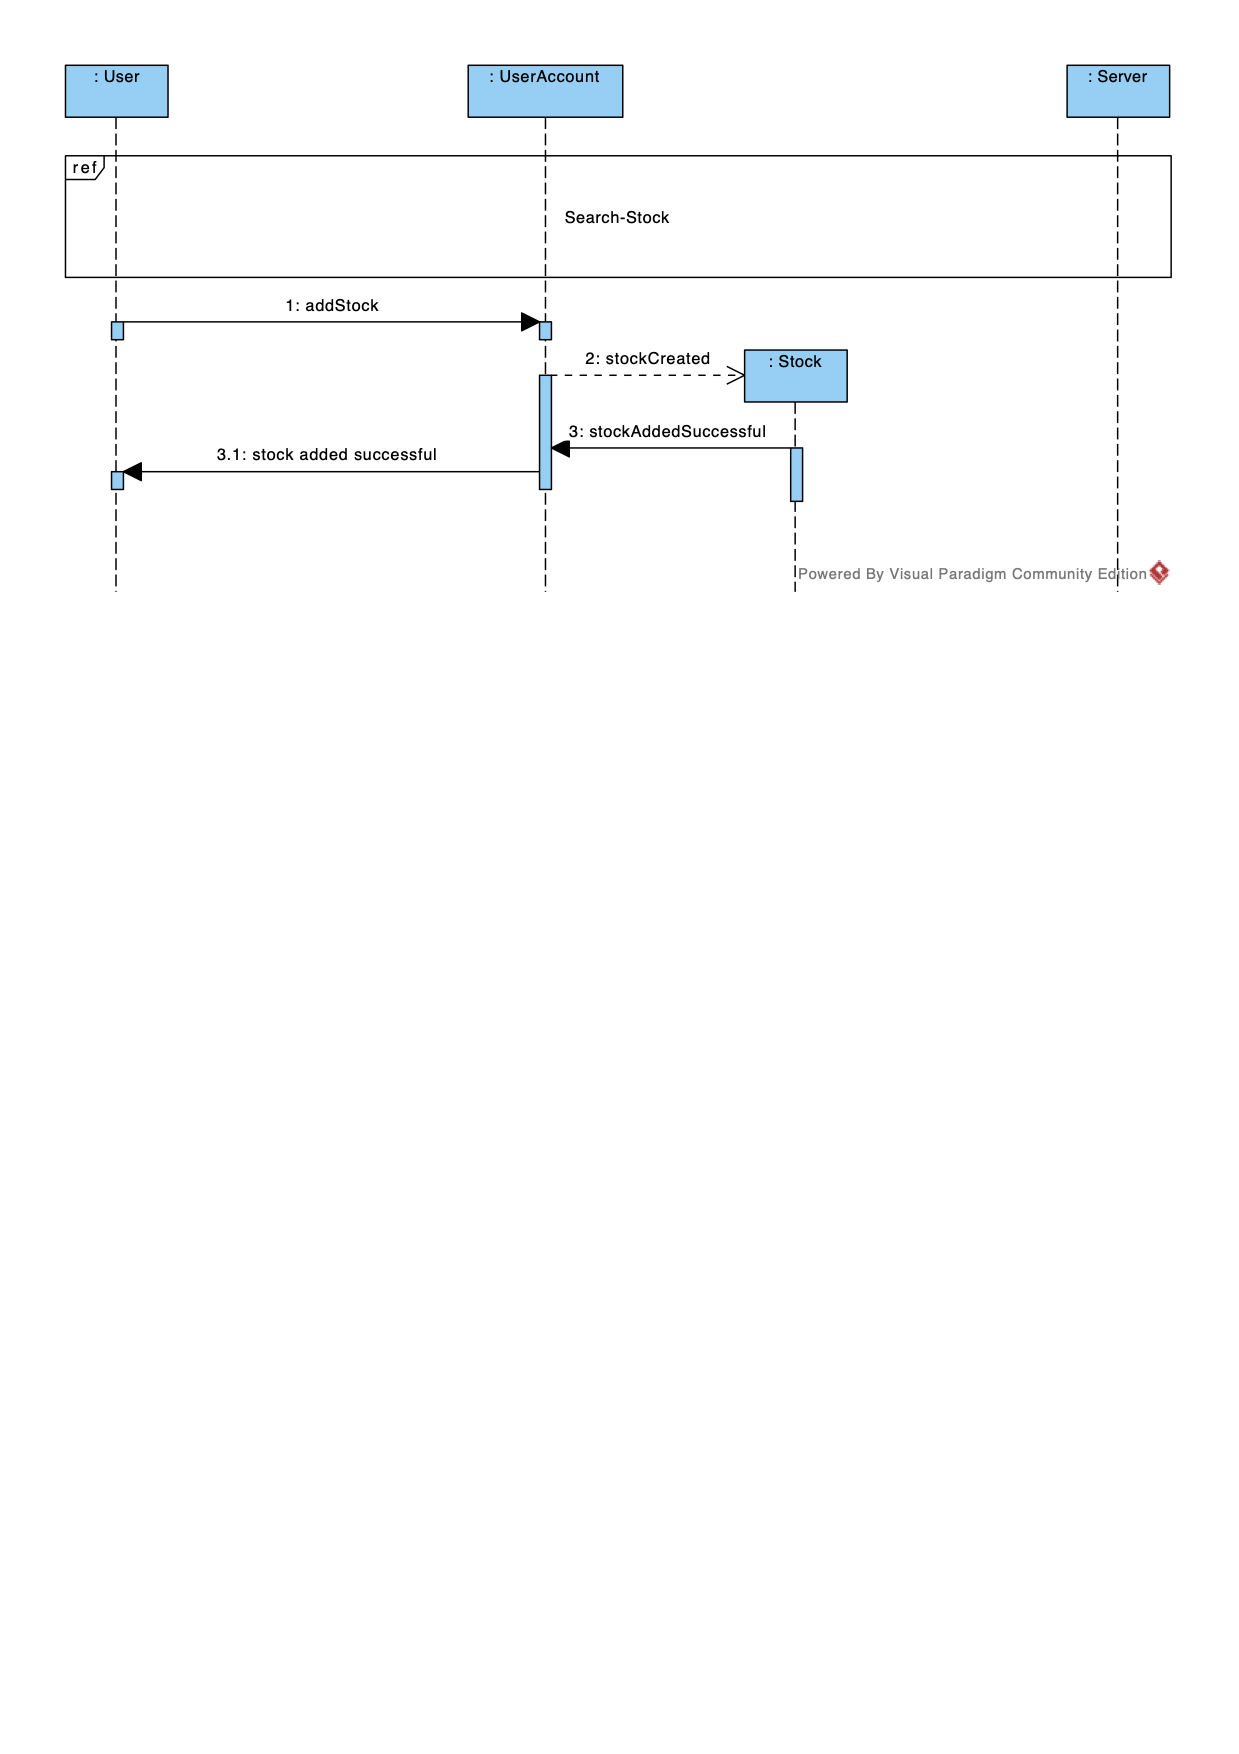 : User
: UserAccount
: Server
ref
Search-Stock
1: addStock
2: stockCreated
: Stock
3: stockAddedSuccessful
3.1: stock added successful
Powered By Visual Paradigm Community Edition